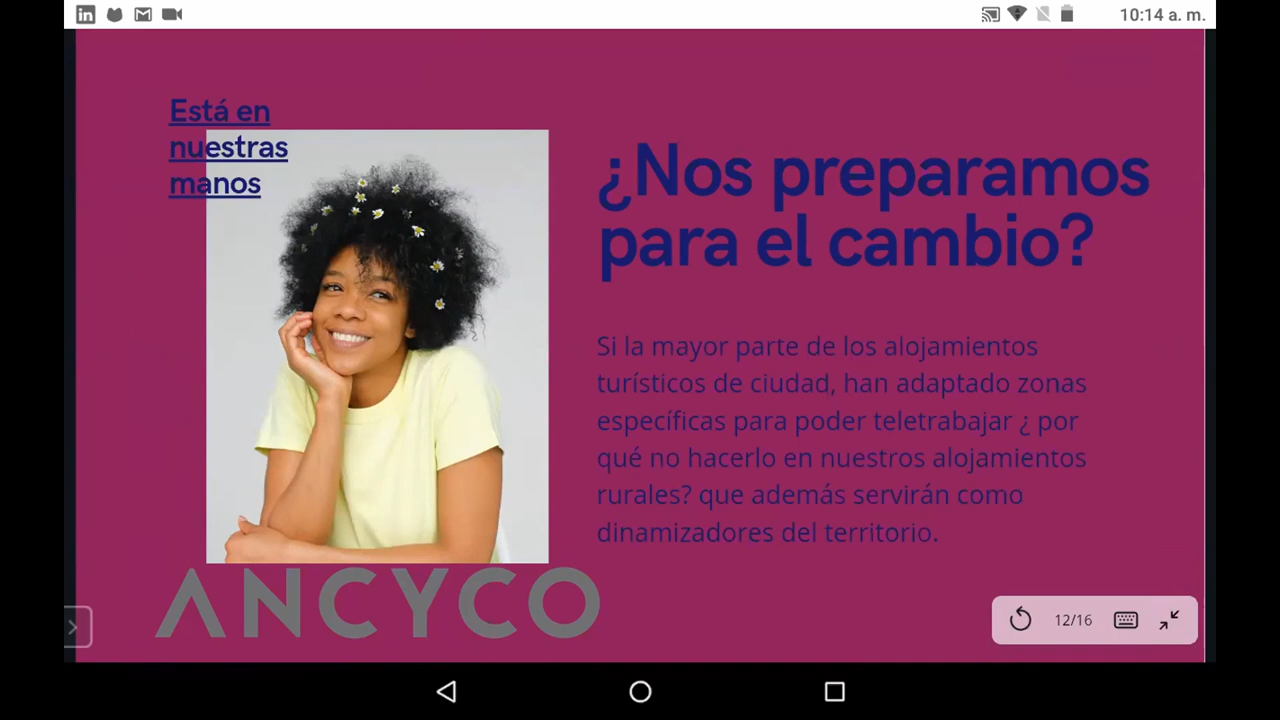 10:14 a. m.
Está en
nuestras
manos
¿Nos preparamos
para el cambio?
Si la mayor parte de los alojamientos
turísticos de ciudad, han adaptado zonas
específicas para poder teletrabajar ¿ por
qué no hacerlo en nuestros alojamientos
rurales? que además servirán como
dinamizadores del territorio.
ANCYCO
12/16